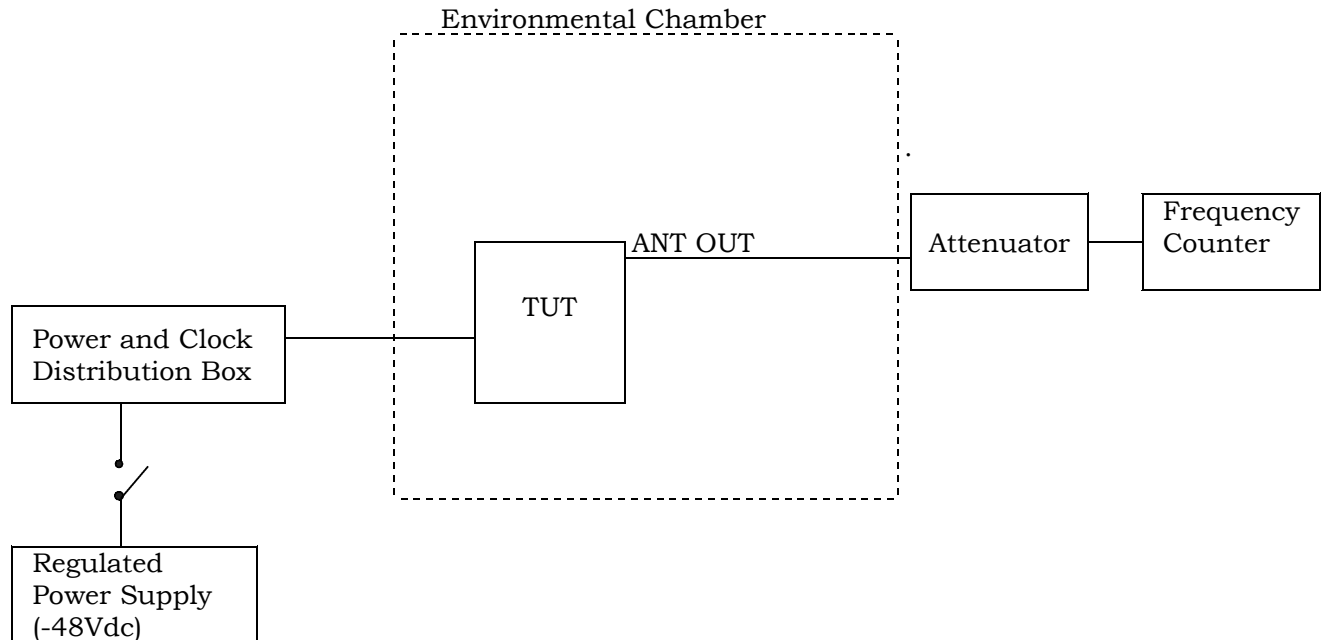 Environmental Chamber
ANT OUT
TUT
Attenuator
Frequency
Counter
Power and Clock
Distribution Box
Regulated
Power Supply
(-48Vdc)